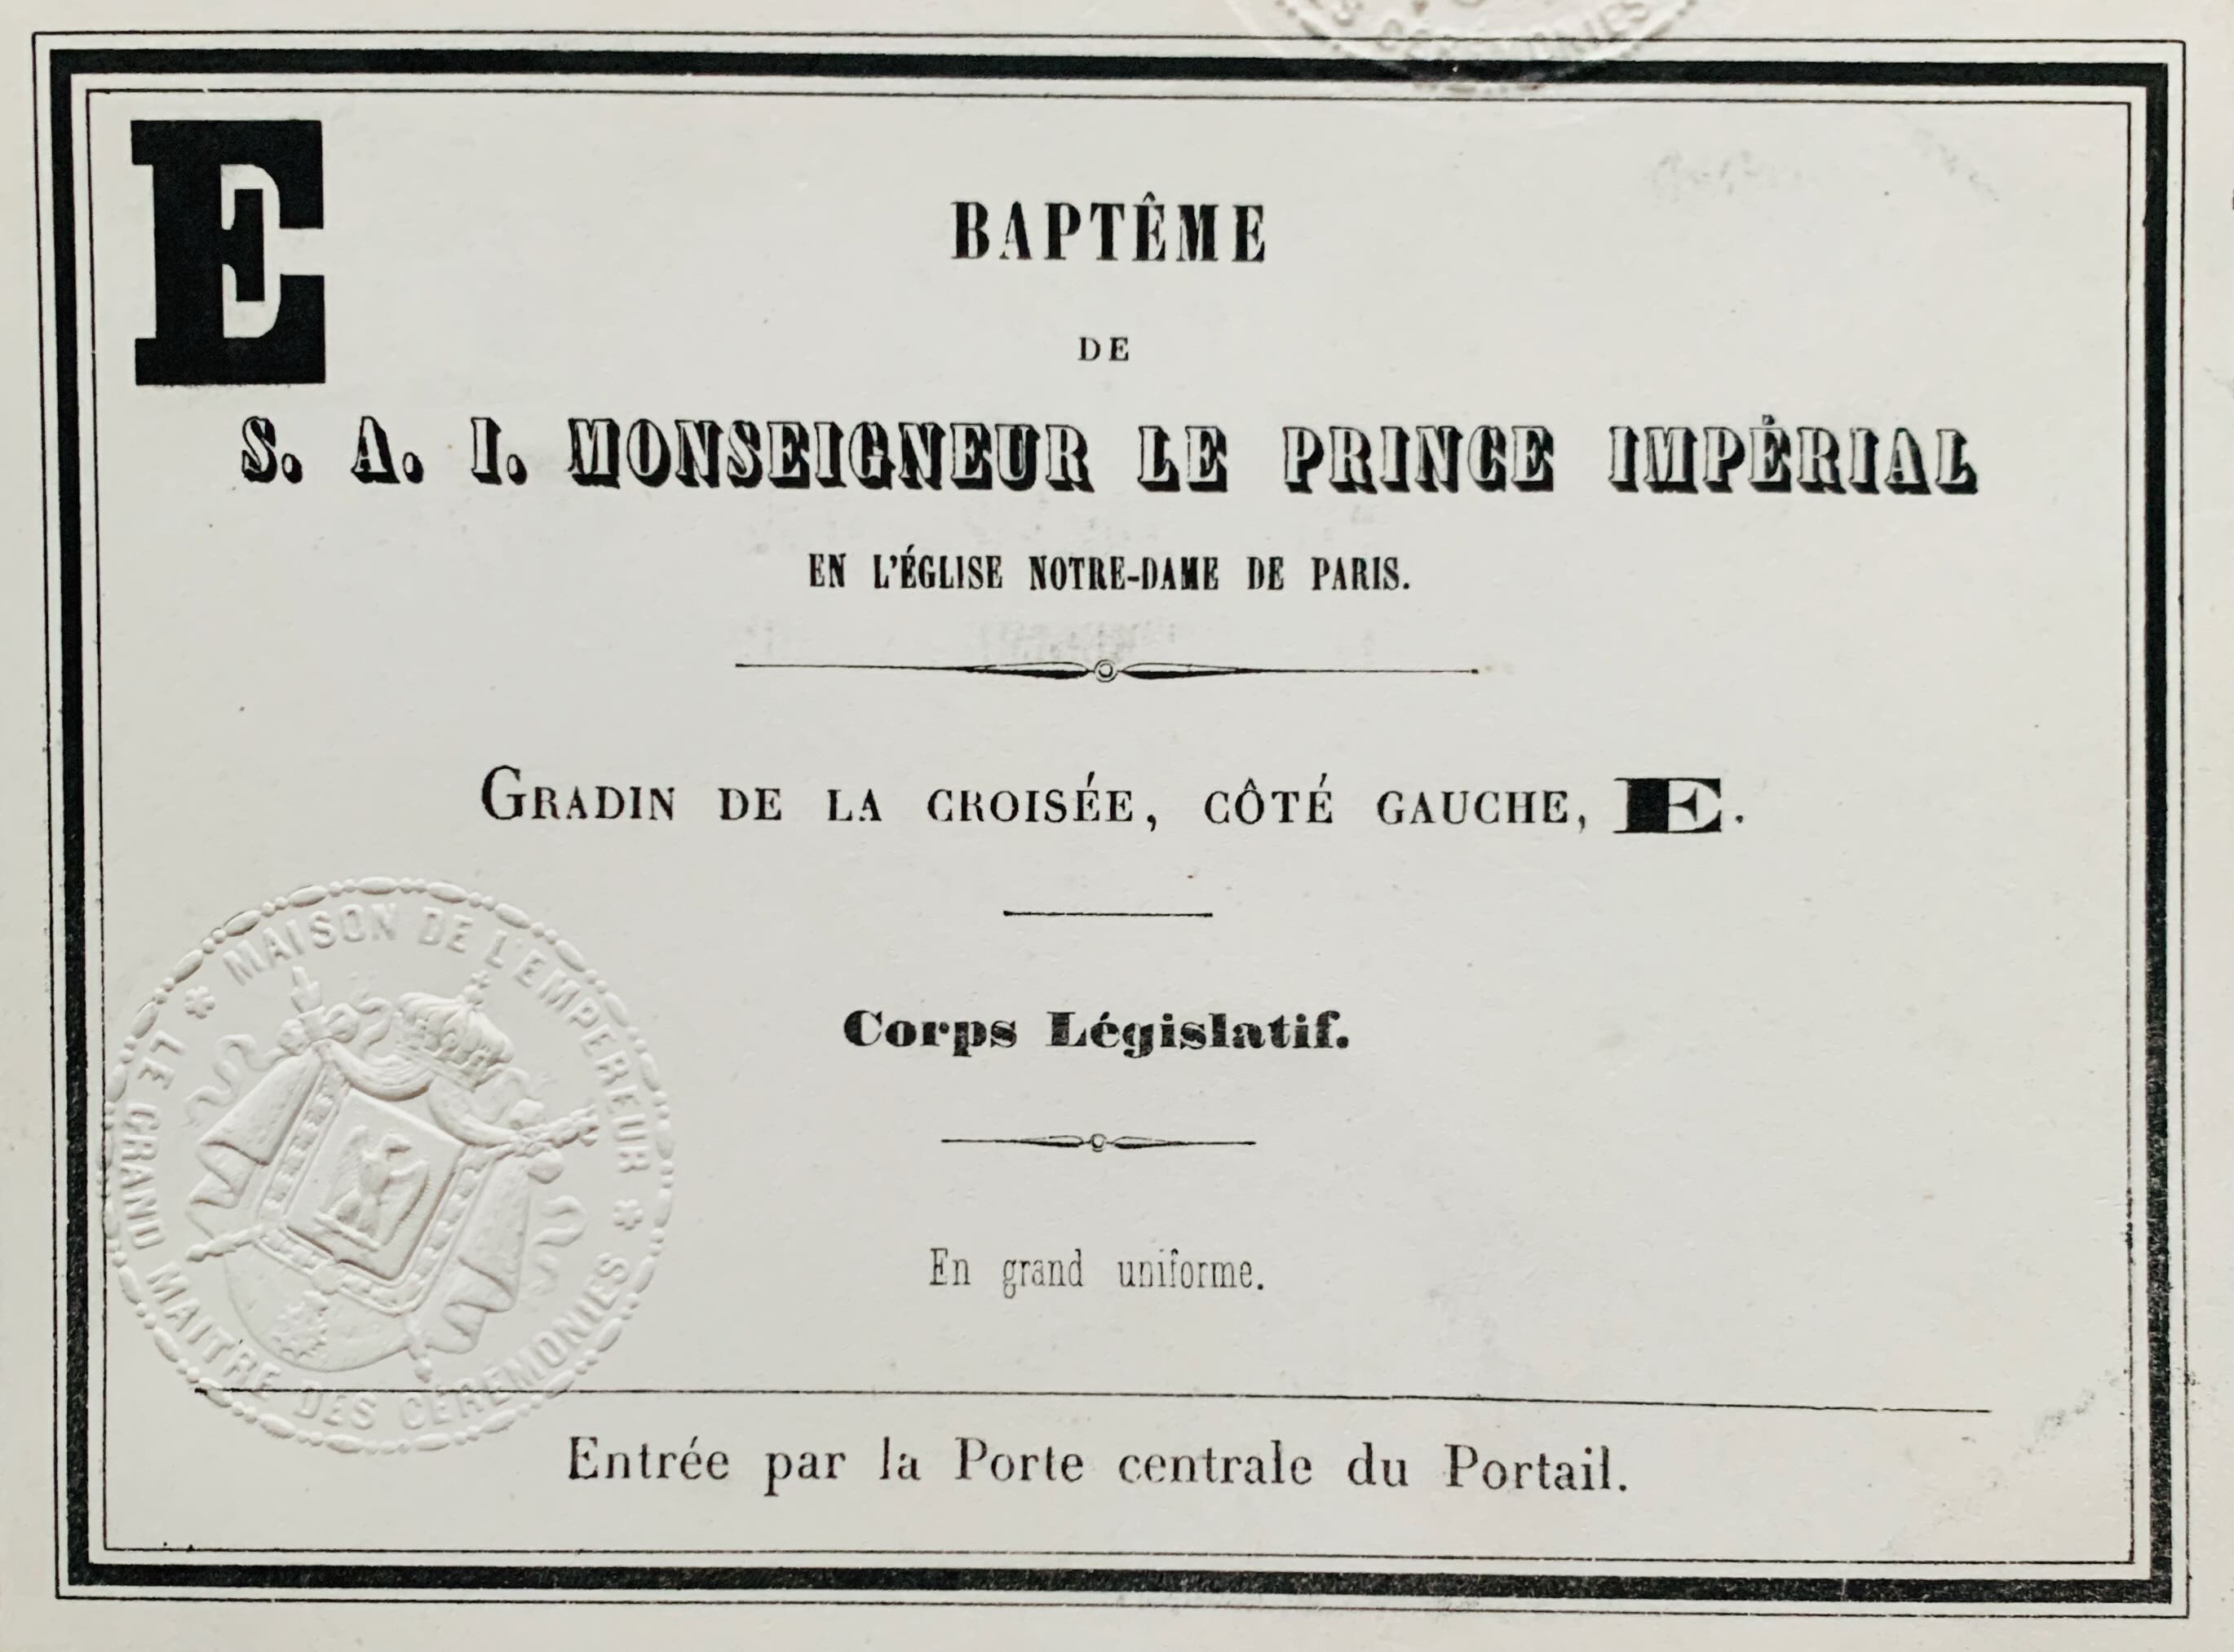 S CÉRÉMONIES
E
BAPTÊME
DE
S. A. I. MONSEIGNEUR LE PRINCE IMPÉRIAL
EN L'ÉGLISE NOTRE-DAME DE PARIS.
GRADIN DE LA CROISÉE, CÔTÉ GAUCHE, E.
Corps Législatif.
En grand uniforme.
MAISON DE L'EMPEREUR
LE GRAND MAITRE DES CÉRÉMONIES
Entrée par la Porte centrale du Portail.